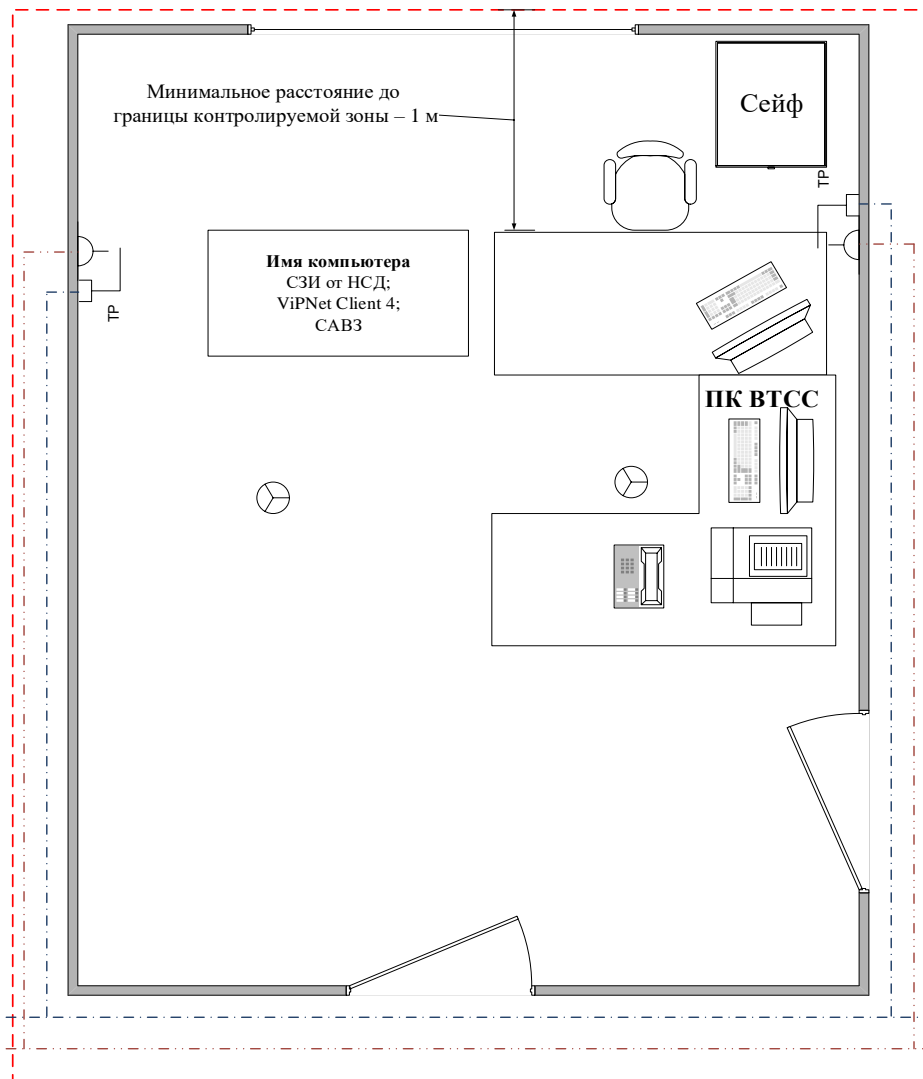 Минимальное расстояние до
границы контролируемой зоны – 1 м
Сейф
ТР
Имя компьютера
СЗИ от НСД;
ViPNet Client 4;
САВЗ
ТР
ПК ВТСС